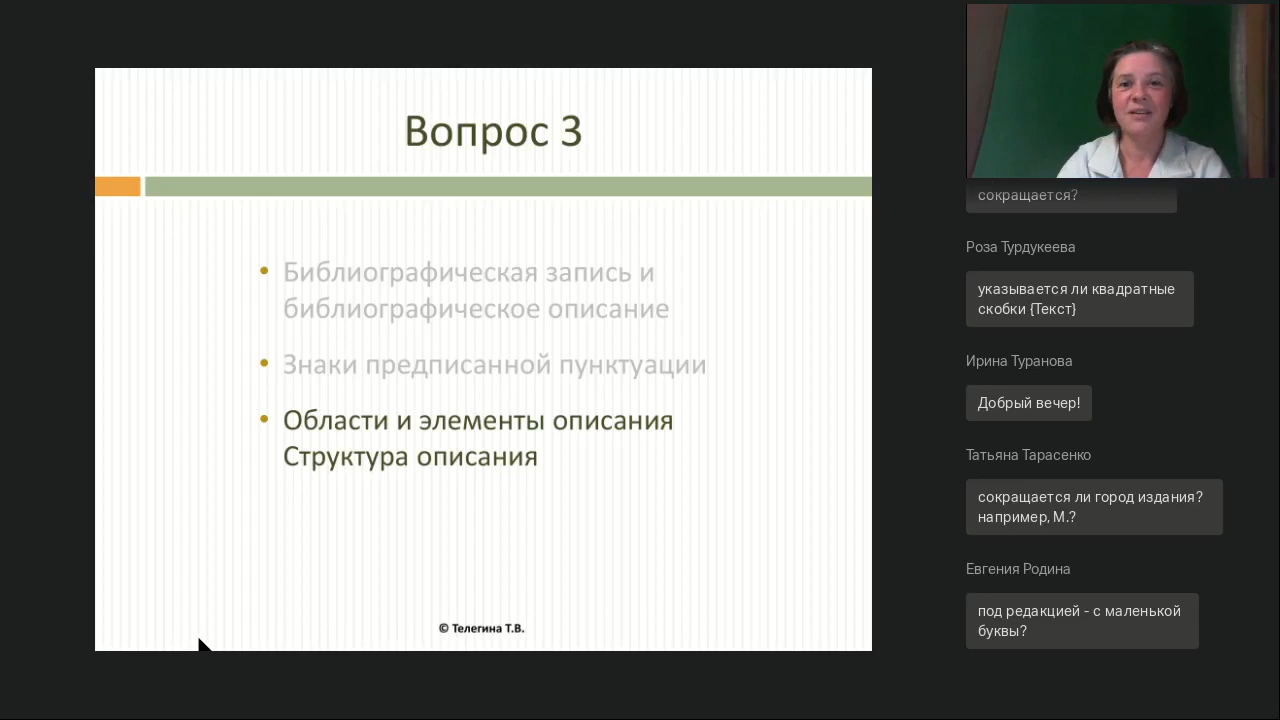 Вопрос 3
Библиографическая запись и
библиографическое описание
Знаки предписанной пунктуации
Области и элементы описания
Структура описания
© Телегина Т.В.
сокращается?
Роза Турдукеева
указывается ли квадратные
скобки {Текст}
Ирина Туранова
Добрый вечер!
Татьяна Тарасенко
сокращается ли город издания?
например, М.?
Евгения Родина
под редакцией - с маленькой
буквы?